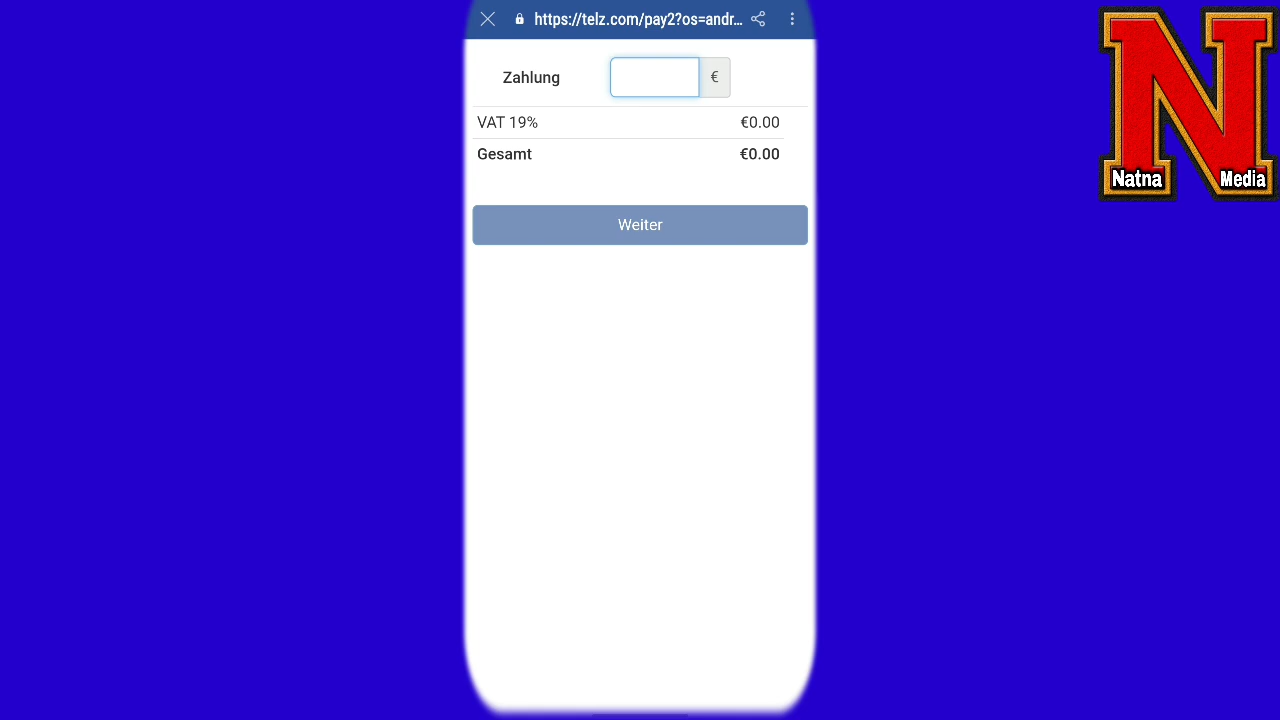 https://telz.com/pay2?os=andr...
Zahlung €
VAT 19% €0.00
Gesamt €0.00
Weiter
N
Natna Media